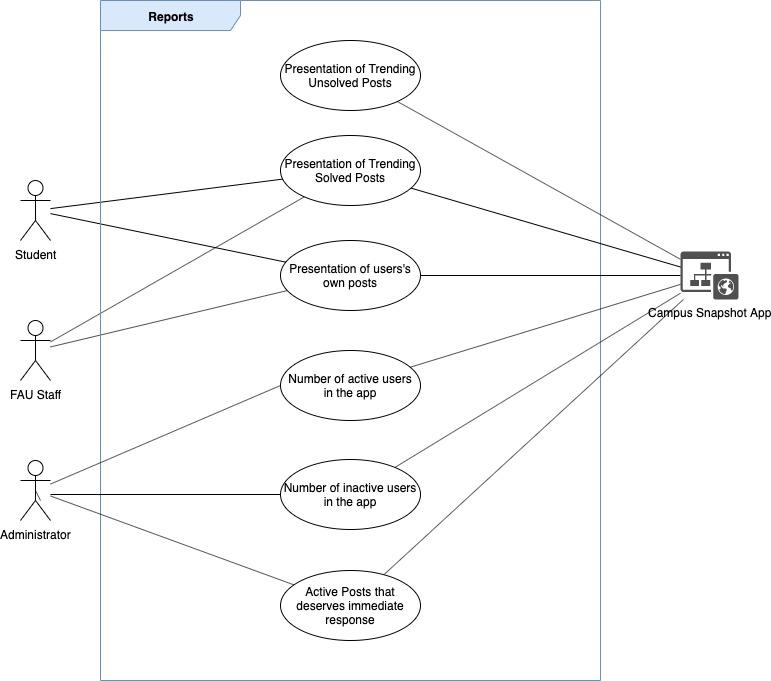 Reports
Presentation of Trending
Unsolved Posts
Presentation of Trending
Solved Posts
Student
Presentation of users's
own posts
Campus Snapshot App
FAU Staff
Number of active users
in the app
Number of inactive users
in the app
Administrator
Active Posts that
deserves immediate
response